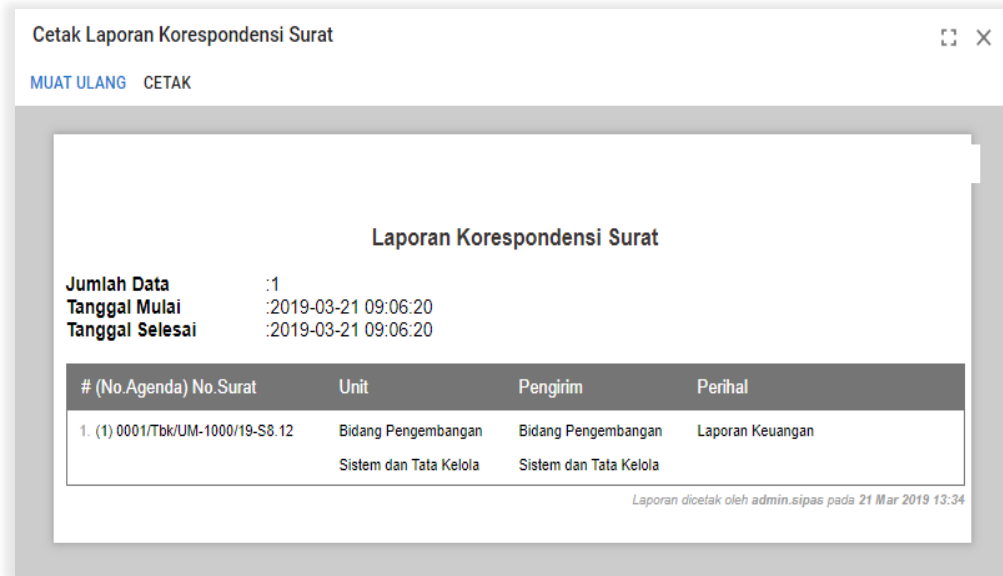 Cetak Laporan Korespondensi Surat
MUAT ULANG CETAK
Laporan Korespondensi Surat
Jumlah Data :1
Tanggal Mulai :2019-03-21 09:06:20
Tanggal Selesai :2019-03-21 09:06:20
# (No.Agenda) No.Surat Unit Pengirim Perihal
1. (1) 0001/Tbk/UM-1000/19-S8.12 Bidang Pengembangan Bidang Pengembangan Laporan Keuangan
Sistem dan Tata Kelola Sistem dan Tata Kelola
Laporan dicetak oleh admin.sipas pada 21 Mar 2019 13:34